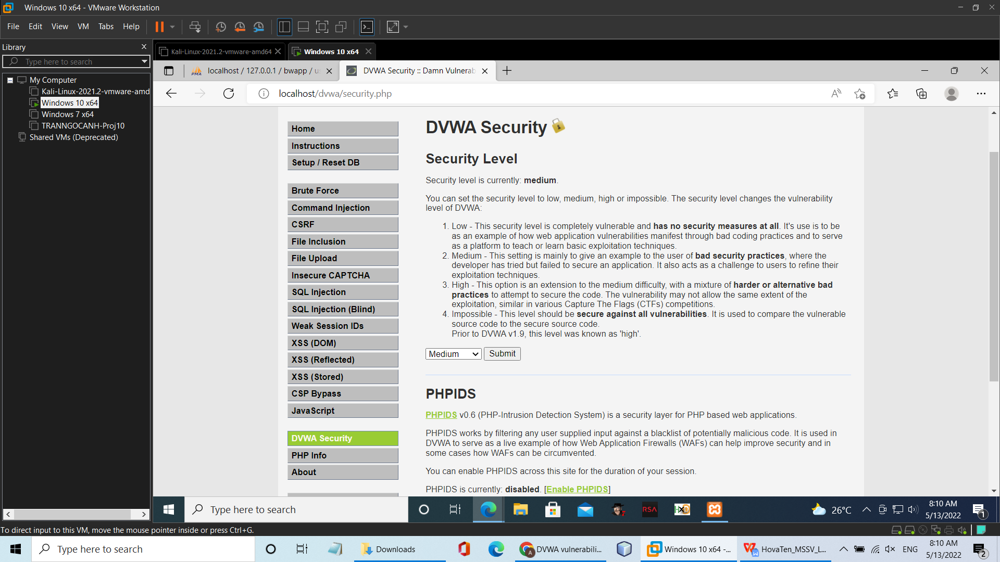 Windows 10 x64 - VMware Workstation
File Edit View VM Tabs Help
Library
Type here to search
My Computer
Kali-Linux-2021.2-vmware-amd
Windows 10 x64
Windows 7 x64
TRANNGOCANH-Proj10
Shared VMs (Deprecated)
Kali-Linux-2021.2-vmware-amd64
Windows 10 x64
PMA
localhost / 127.0.0.1 / bwapp / us
DVWA Security :: Damn Vulnerab
localhost/dvwa/security.php
Home
Instructions
Setup / Reset DB
Brute Force
Command Injection
CSRF
File Inclusion
File Upload
Insecure CAPTCHA
SQL Injection
SQL Injection (Blind)
Weak Session IDs
XSS (DOM)
XSS (Reflected)
XSS (Stored)
CSP Bypass
JavaScript
DVWA Security
PHP Info
About
DVWA Security
Security Level
Security level is currently: medium.
You can set the security level to low, medium, high or impossible. The security level changes the vulnerability
level of DVWA:
1. Low - This security level is completely vulnerable and has no security measures at all. It's use is to be
as an example of how web application vulnerabilities manifest through bad coding practices and to serve
as a platform to teach or learn basic exploitation techniques.
2. Medium - This setting is mainly to give an example to the user of bad security practices, where the
developer has tried but failed to secure an application. It also acts as a challenge to users to refine their
exploitation techniques.
3. High - This option is an extension to the medium difficulty, with a mixture of harder or alternative bad
practices to attempt to secure the code. The vulnerability may not allow the same extent of the
exploitation, similar in various Capture The Flags (CTFs) competitions.
4. Impossible - This level should be secure against all vulnerabilities. It is used to compare the vulnerable
source code to the secure source code.
Prior to DVWA v1.9, this level was known as 'high'.
Medium
Submit
PHPIDS
PHPIDS v0.6 (PHP-Intrusion Detection System) is a security layer for PHP based web applications.
PHPIDS works by filtering any user supplied input against a blacklist of potentially malicious code. It is used in
DVWA to serve as a live example of how Web Application Firewalls (WAFs) can help improve security and in
some cases how WAFs can be circumvented.
You can enable PHPIDS across this site for the duration of your session.
PHPIDS is currently: disabled. [Enable PHPIDS]
Type here to search
RSA
HxD
26°C
8:10 AM
5/13/2022
1
To direct input to this VM, move the mouse pointer inside or press Ctrl+G.
Type here to search
Downloads
DVWA vulnerabili...
Windows 10 x64 -...
HovaTen_MSSV_L...
ENG
8:10 AM
5/13/2022
2